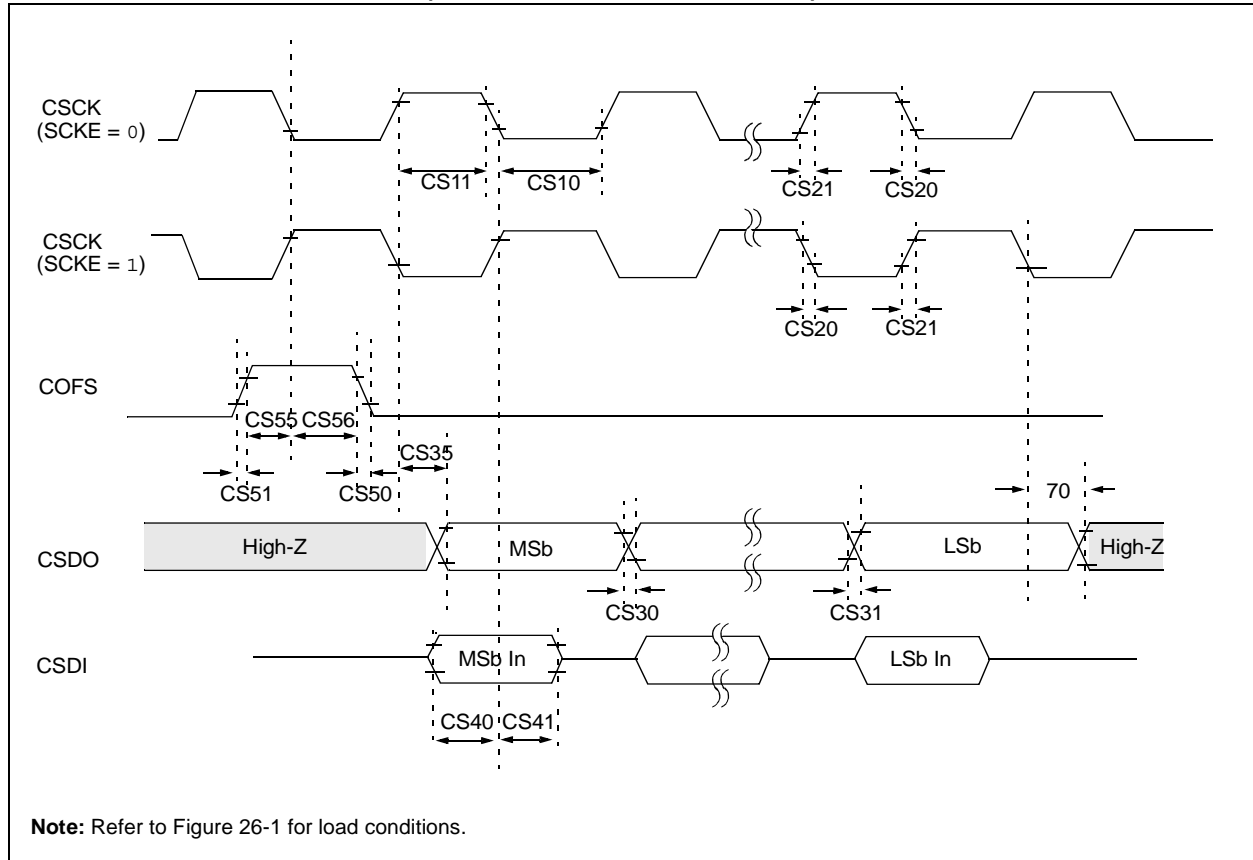 CSCK
(SCKE = 0)
CS11
CS10
CS21
CS20
CSCK
(SCKE = 1)
CS20
CS21
COFS
CS55
CS56
CS35
CS51
CS50
70
CSDO
High-Z
MSb
LSb
High-Z
CS30
CS31
CSDI
MSb In
LSb In
CS40
CS41
Note: Refer to Figure 26-1 for load conditions.